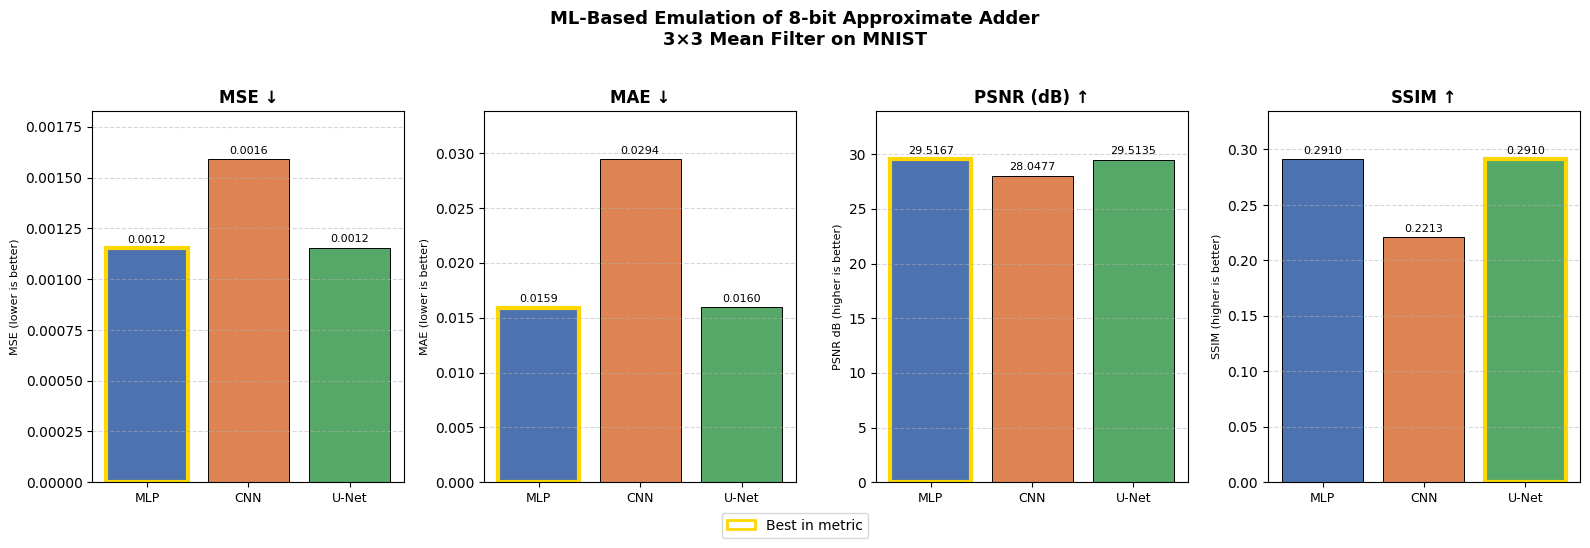 ML-Based Emulation of 8-bit Approximate Adder
3×3 Mean Filter on MNIST
MSE ↓
MSE (lower is better)
0.00175
0.00150
0.00125
0.00100
0.00075
0.00050
0.00025
0.00000
0.0012
0.0016
0.0012
MLP
CNN
U-Net
MAE ↓
MAE (lower is better)
0.030
0.025
0.020
0.015
0.010
0.005
0.000
0.0159
0.0294
0.0160
MLP
CNN
U-Net
PSNR (dB) ↑
PSNR dB (higher is better)
30
25
20
15
10
5
0
29.5167
28.0477
29.5135
MLP
CNN
U-Net
SSIM ↑
SSIM (higher is better)
0.30
0.25
0.20
0.15
0.10
0.05
0.00
0.2910
0.2213
0.2910
MLP
CNN
U-Net
Best in metric